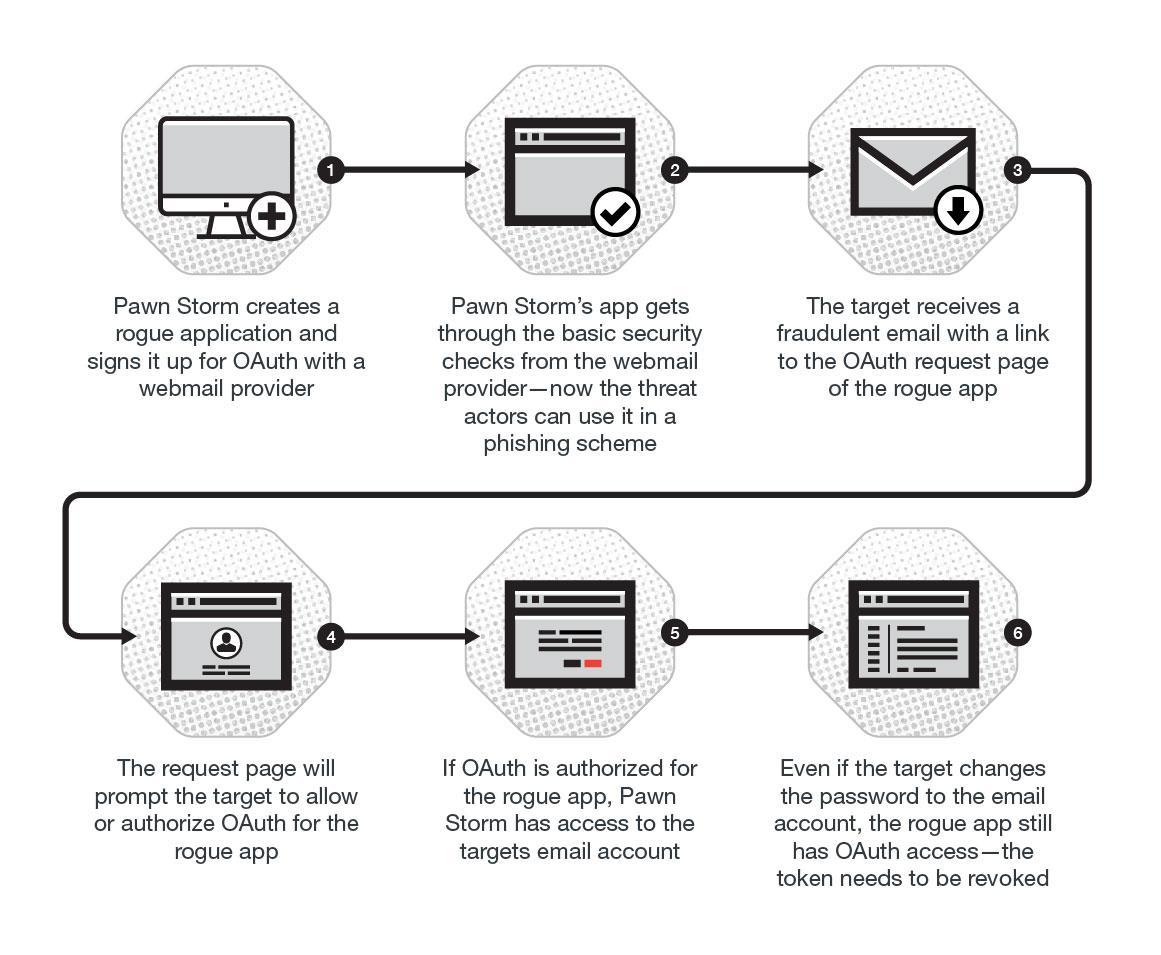 1
2
3
Pawn Storm creates a
rogue application and
signs it up for OAuth with a
webmail provider
Pawn Storm’s app gets
through the basic security
checks from the webmail
provider—now the threat
actors can use it in a
phishing scheme
The target receives a
fraudulent email with a link
to the OAuth request page
of the rogue app
4
5
6
The request page will
prompt the target to allow
or authorize OAuth for the
rogue app
If OAuth is authorized for
the rogue app, Pawn
Storm has access to the
targets email account
Even if the target changes
the password to the email
account, the rogue app still
has OAuth access—the
token needs to be revoked